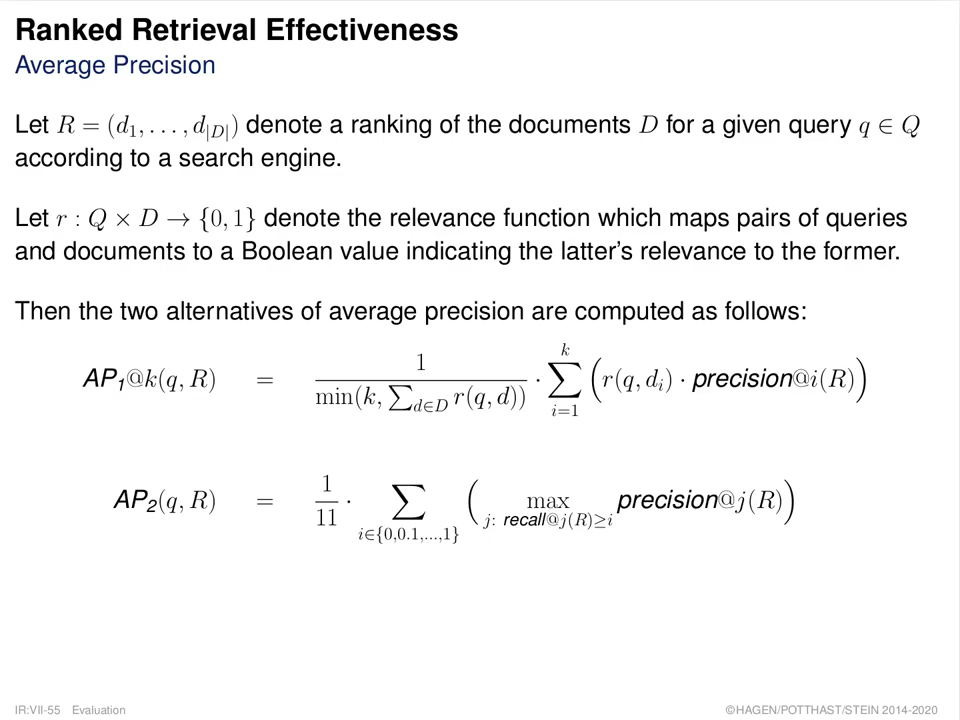 Ranked Retrieval Effectiveness
Average Precision
Let R = (d₁, . . . , d_|D|) denote a ranking of the documents D for a given query q ∈ Q
according to a search engine.
Let r : Q × D → {0, 1} denote the relevance function which maps pairs of queries
and documents to a Boolean value indicating the latter's relevance to the former.
Then the two alternatives of average precision are computed as follows:
AP₁@k(q, R) = 1 / min(k, ∑_{d∈D} r(q, d)) · ∑_{i=1}^{k} (r(q, dᵢ) · precision@i(R))
AP₂(q, R) = 1/11 · ∑_{i∈{0,0.1,...,1}} (max_{j: recall@j(R)≥i} precision@j(R))
IR:VII-55 Evaluation ©HAGEN/POTTHAST/STEIN 2014-2020